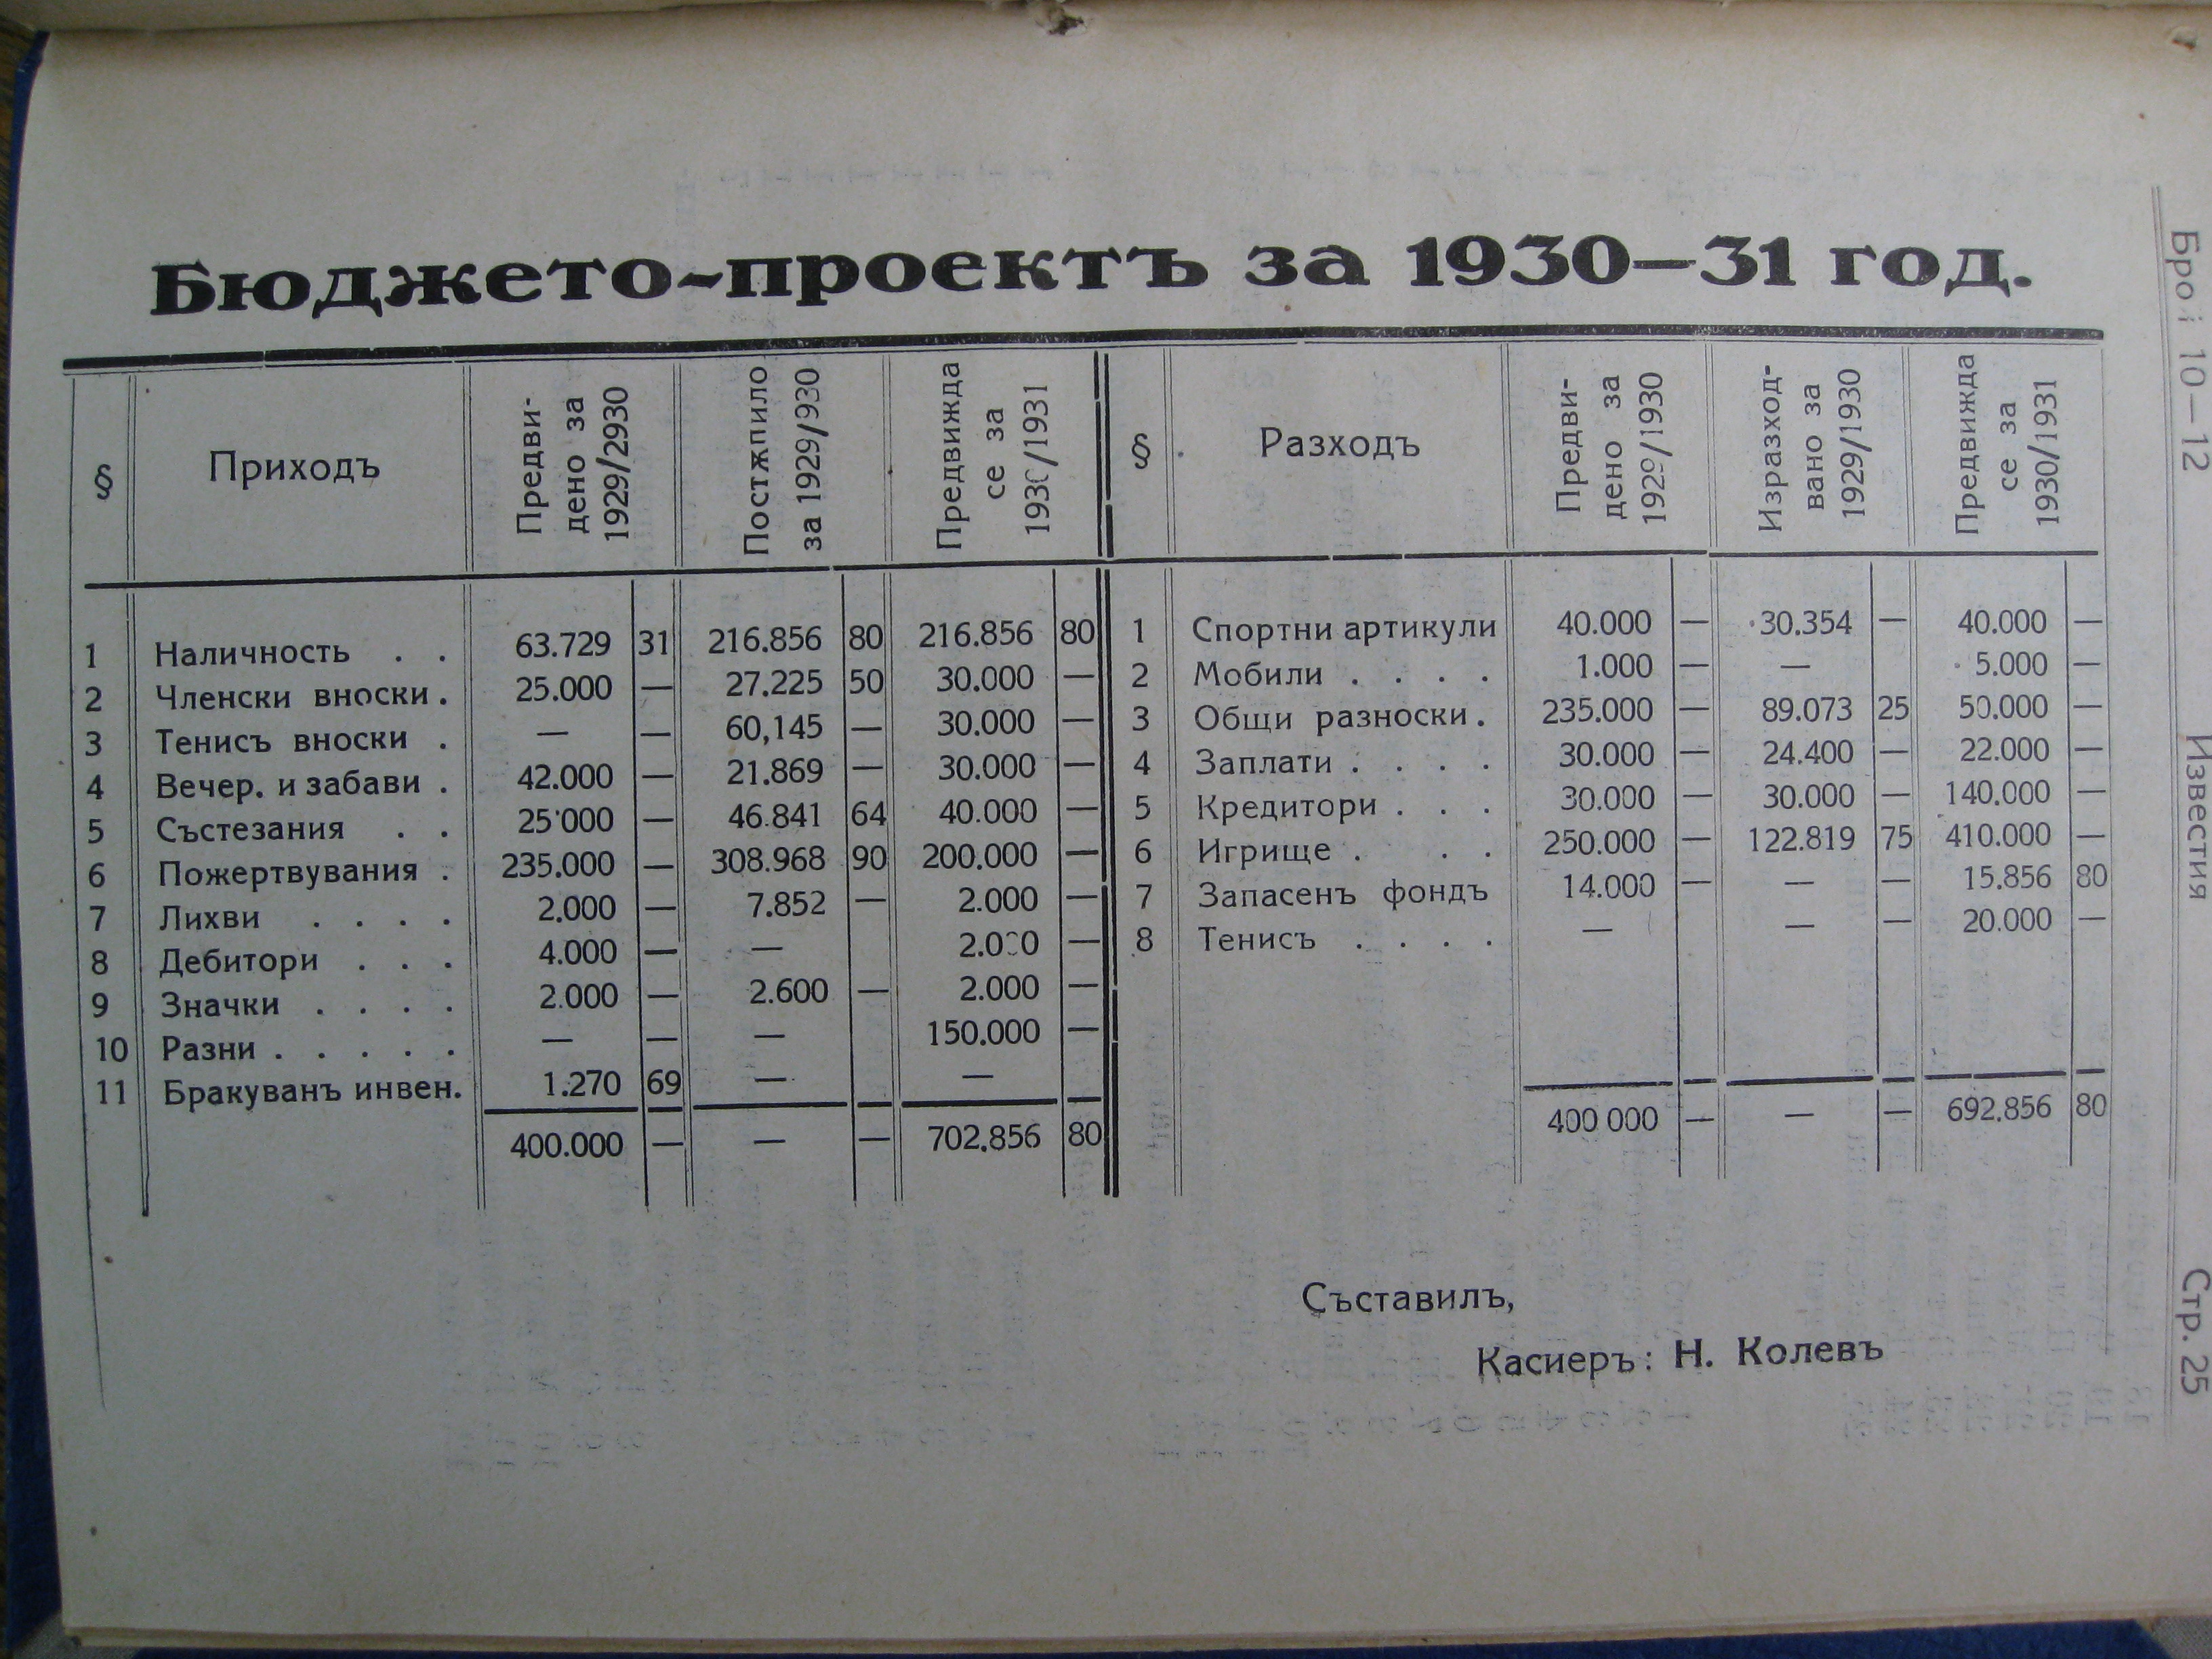 Бюджето-проектъ за 1930—31 год.
§ Приходъ Предвидено за 1929/2930 Постѫпило за 1929/930 Предвижда се за 1930/1931 § Разходъ Предвидено за 1929/1930 Изразходвано за 1929/1930 Предвижда се за 1930/1931
1 Наличность . . 63.729 31 216.856 80 216.856 80 1 Спортни артикули 40.000 — 30.354 — 40.000 —
2 Членски вноски . 25.000 — 27.225 50 30.000 — 2 Мобили . . . . 1.000 — — 5.000 —
3 Тенисъ вноски . — — 60,145 — 30.000 — 3 Общи разноски . 235.000 — 89.073 25 50.000 —
4 Вечер. и забави . 42.000 — 21.869 — 30.000 — 4 Заплати . . . . 30.000 — 24.400 — 22.000 —
5 Състезания . . 25'000 — 46.841 64 40.000 — 5 Кредитори . . . 30.000 — 30.000 — 140.000 —
6 Пожертвувания . 235.000 — 308.968 90 200.000 — 6 Игрище . . . 250.000 — 122.819 75 410.000 —
7 Лихви . . . . 2.000 — 7.852 — 2.000 — 7 Запасенъ фондъ 14.000 — — — 15.856 80
8 Дебитори . . . 4.000 — — 2.000 — 8 Тенисъ . . . . — — — 20.000 —
9 Значки . . . . 2.000 — 2.600 — 2.000 —
10 Разни . . . . . — — — 150.000 —
11 Бракуванъ инвен. 1.270 69 — —
400.000 — — — 702.856 80 400 000 — — — 692.856 80
Съставилъ,
Касиеръ: Н. Колевъ
Брой 10—12 Известия Стр. 25